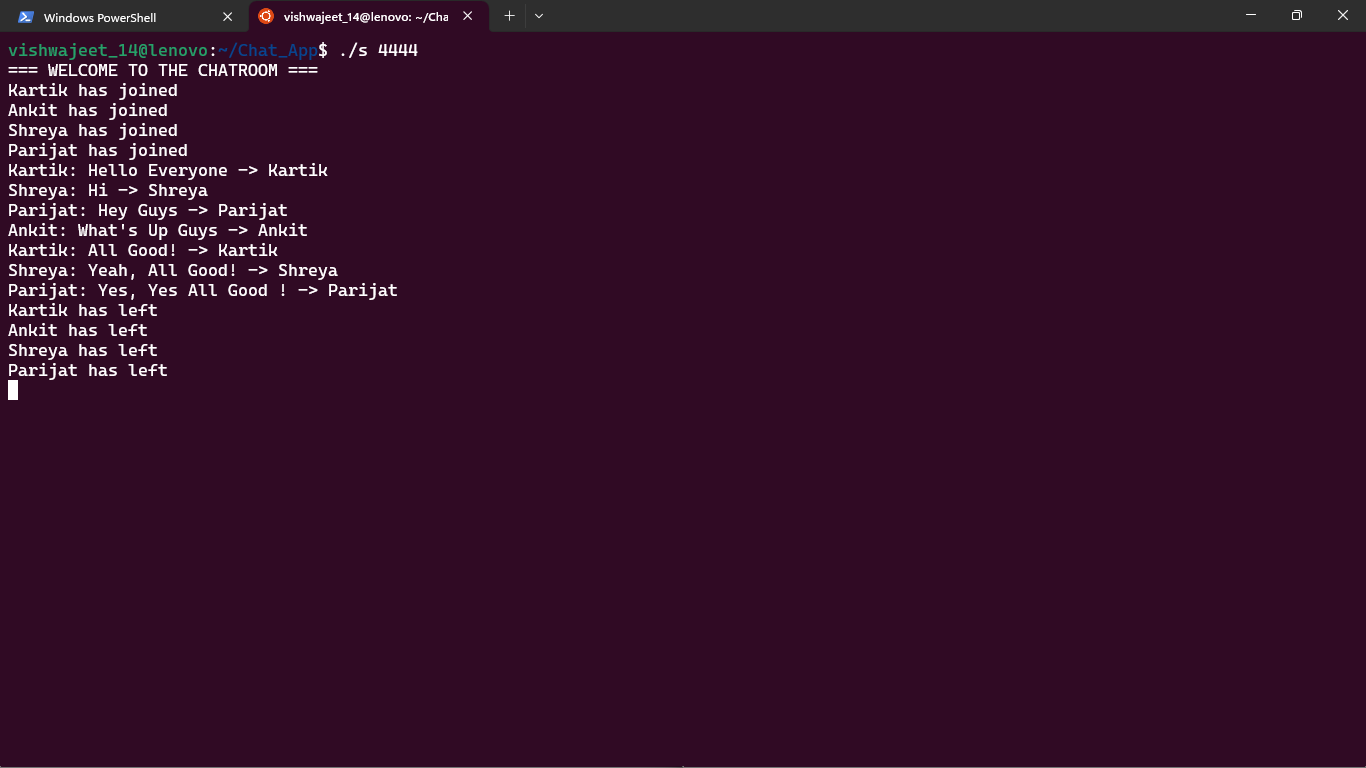 Windows PowerShell
vishwajeet_14@lenovo: ~/Cha
vishwajeet_14@lenovo:~/Chat_App$ ./s 4444
=== WELCOME TO THE CHATROOM ===
Kartik has joined
Ankit has joined
Shreya has joined
Parijat has joined
Kartik: Hello Everyone -> Kartik
Shreya: Hi -> Shreya
Parijat: Hey Guys -> Parijat
Ankit: What's Up Guys -> Ankit
Kartik: All Good! -> Kartik
Shreya: Yeah, All Good! -> Shreya
Parijat: Yes, Yes All Good ! -> Parijat
Kartik has left
Ankit has left
Shreya has left
Parijat has left